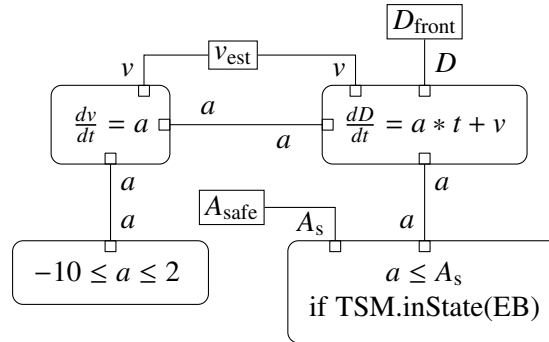 D_front
v_est
v
v
D
dv/dt = a
a
a
dD/dt = a * t + v
a
a
a
a
A_safe
A_s
−10 ≤ a ≤ 2
a ≤ A_s
if TSM.inState(EB)